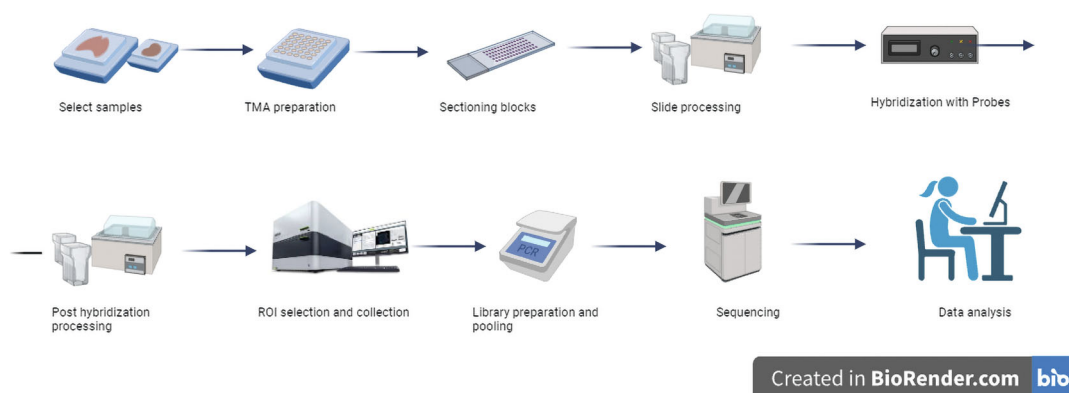 Select samples
TMA preparation
Sectioning blocks
Slide processing
Hybridization with Probes
Post hybridization
processing
ROI selection and collection
PCR
Library preparation and
pooling
Sequencing
Data analysis
Created in BioRender.com bio